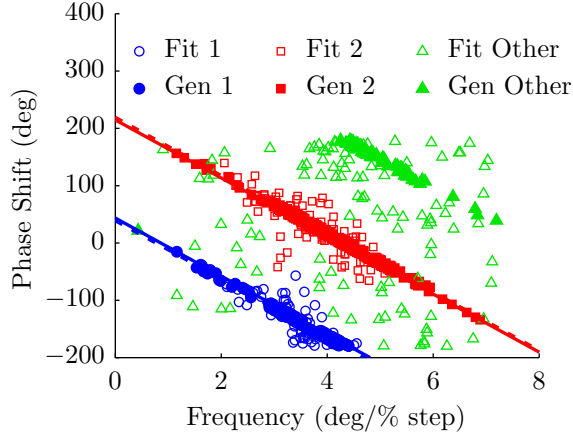 400
300
200
100
0
−100
−200
Phase Shift (deg)
Fit 1 Fit 2 Fit Other
Gen 1 Gen 2 Gen Other
0 2 4 6 8
Frequency (deg/% step)